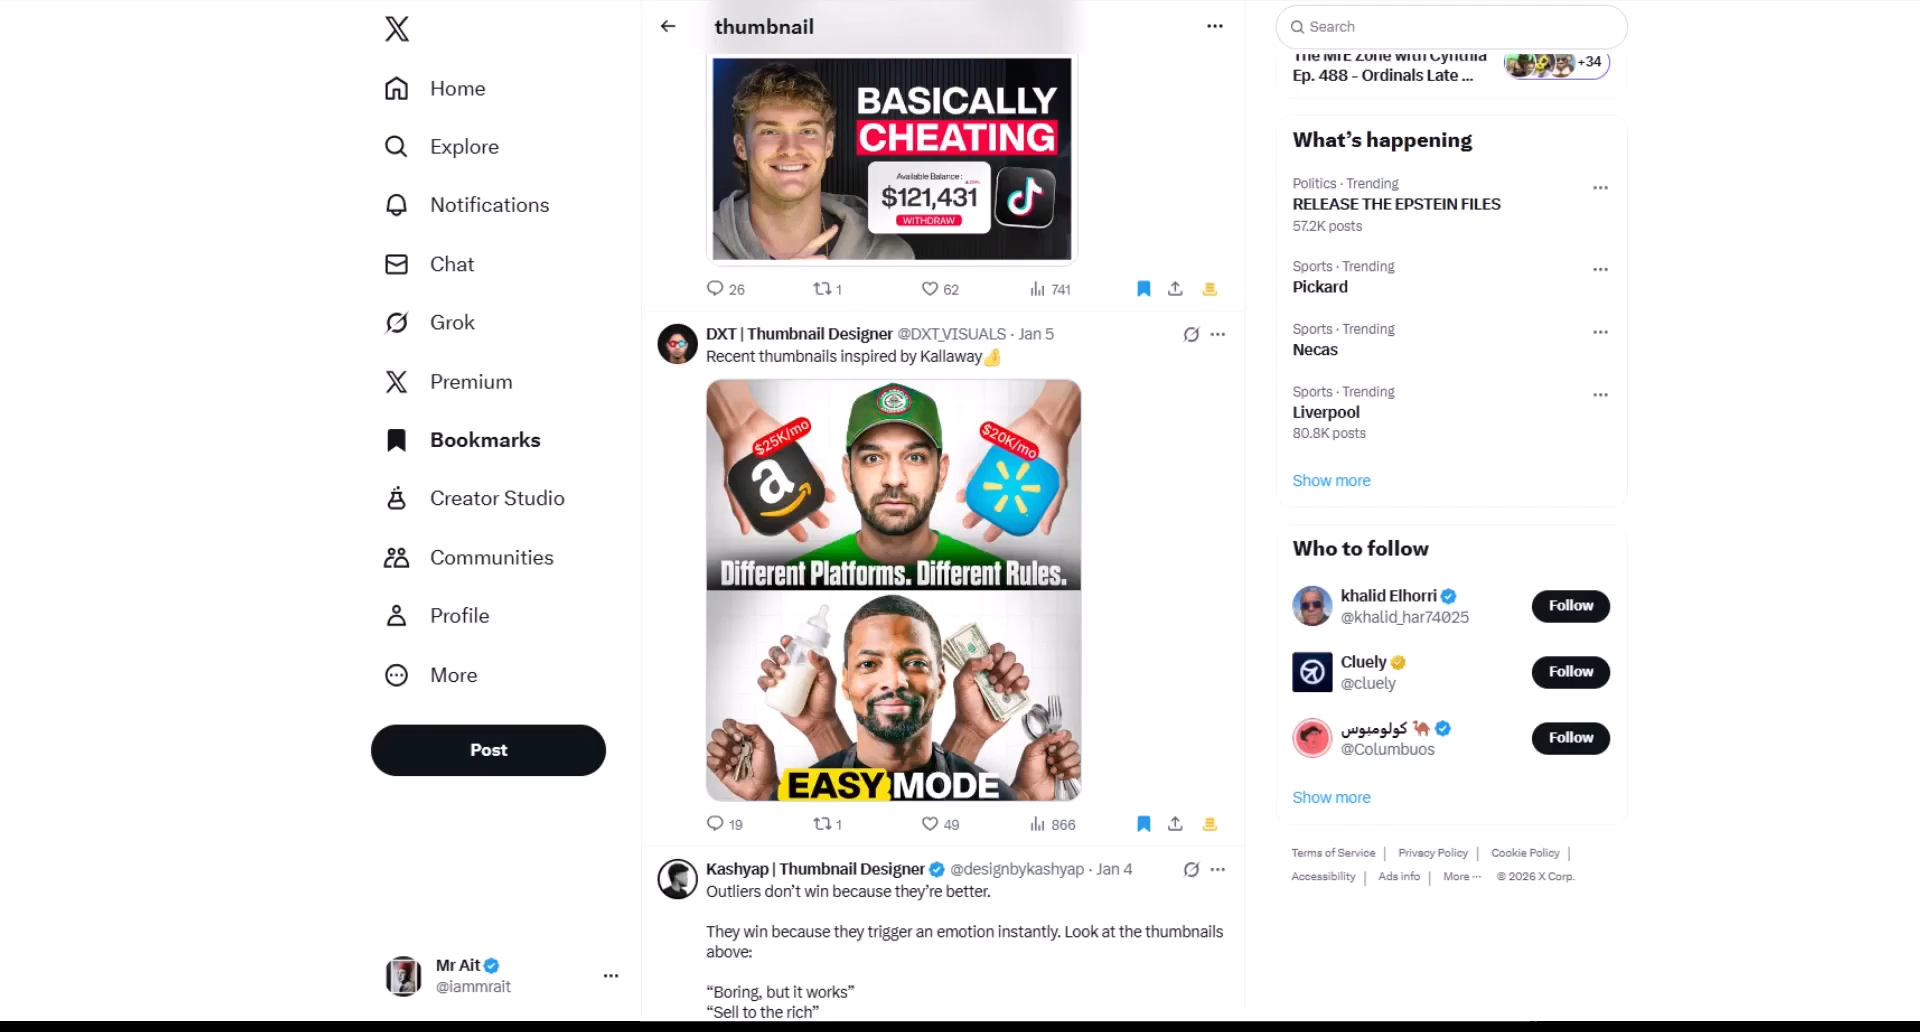 Home
Explore
Notifications
Chat
Grok
Premium
Bookmarks
Creator Studio
Communities
Profile
More
Post
Mr Ait
@iammrait
thumbnail
BASICALLY
CHEATING
Available Balance:
$121,431
WITHDRAW
26
1
62
741
DXT | Thumbnail Designer @DXT_VISUALS · Jan 5
Recent thumbnails inspired by Kallaway
$25K/mo
$20K/mo
a
Different Platforms. Different Rules.
EASY MODE
19
1
49
866
Kashyap | Thumbnail Designer @designbykashyap · Jan 4
Outliers don’t win because they’re better.
They win because they trigger an emotion instantly. Look at the thumbnails
above:
“Boring, but it works”
“Sell to the rich”
Search
The MrE Zone with Cynthia
Ep. 488 - Ordinals Late ...
+34
What’s happening
Politics · Trending
RELEASE THE EPSTEIN FILES
57.2K posts
Sports · Trending
Pickard
Sports · Trending
Necas
Sports · Trending
Liverpool
80.8K posts
Show more
Who to follow
khalid Elhorri
@khalid_har74025
Follow
Cluely
@cluely
Follow
كولومبوس
@Columbuos
Follow
Show more
Terms of Service | Privacy Policy | Cookie Policy |
Accessibility | Ads info | More ··· © 2026 X Corp.